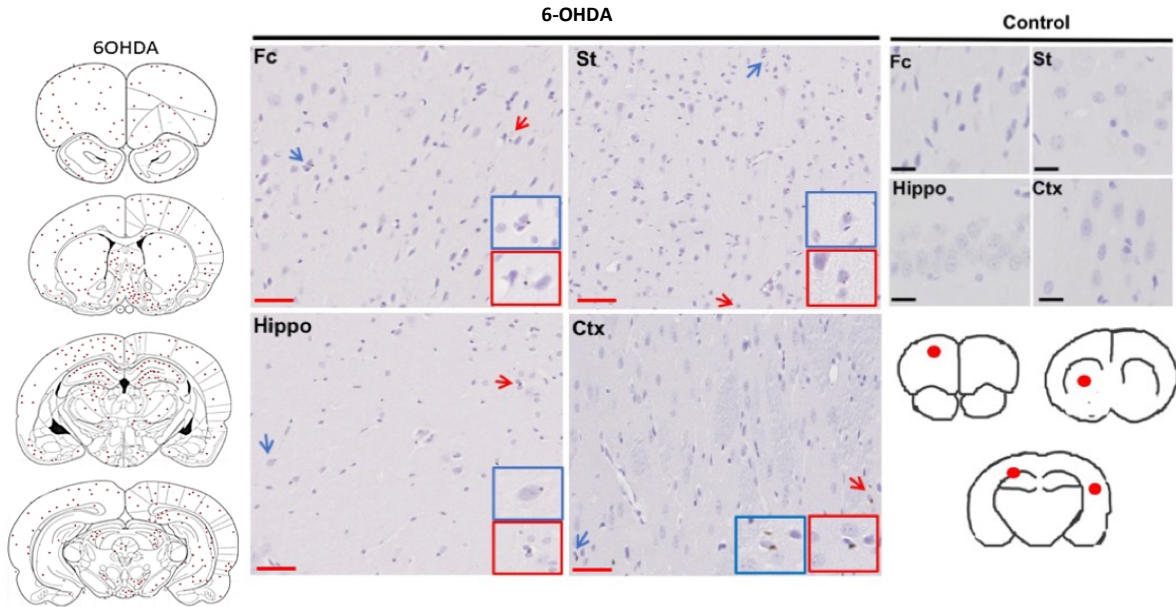 6-OHDA
Control
6OHDA
Fc
St
Hippo
Ctx
Fc
St
Hippo
Ctx